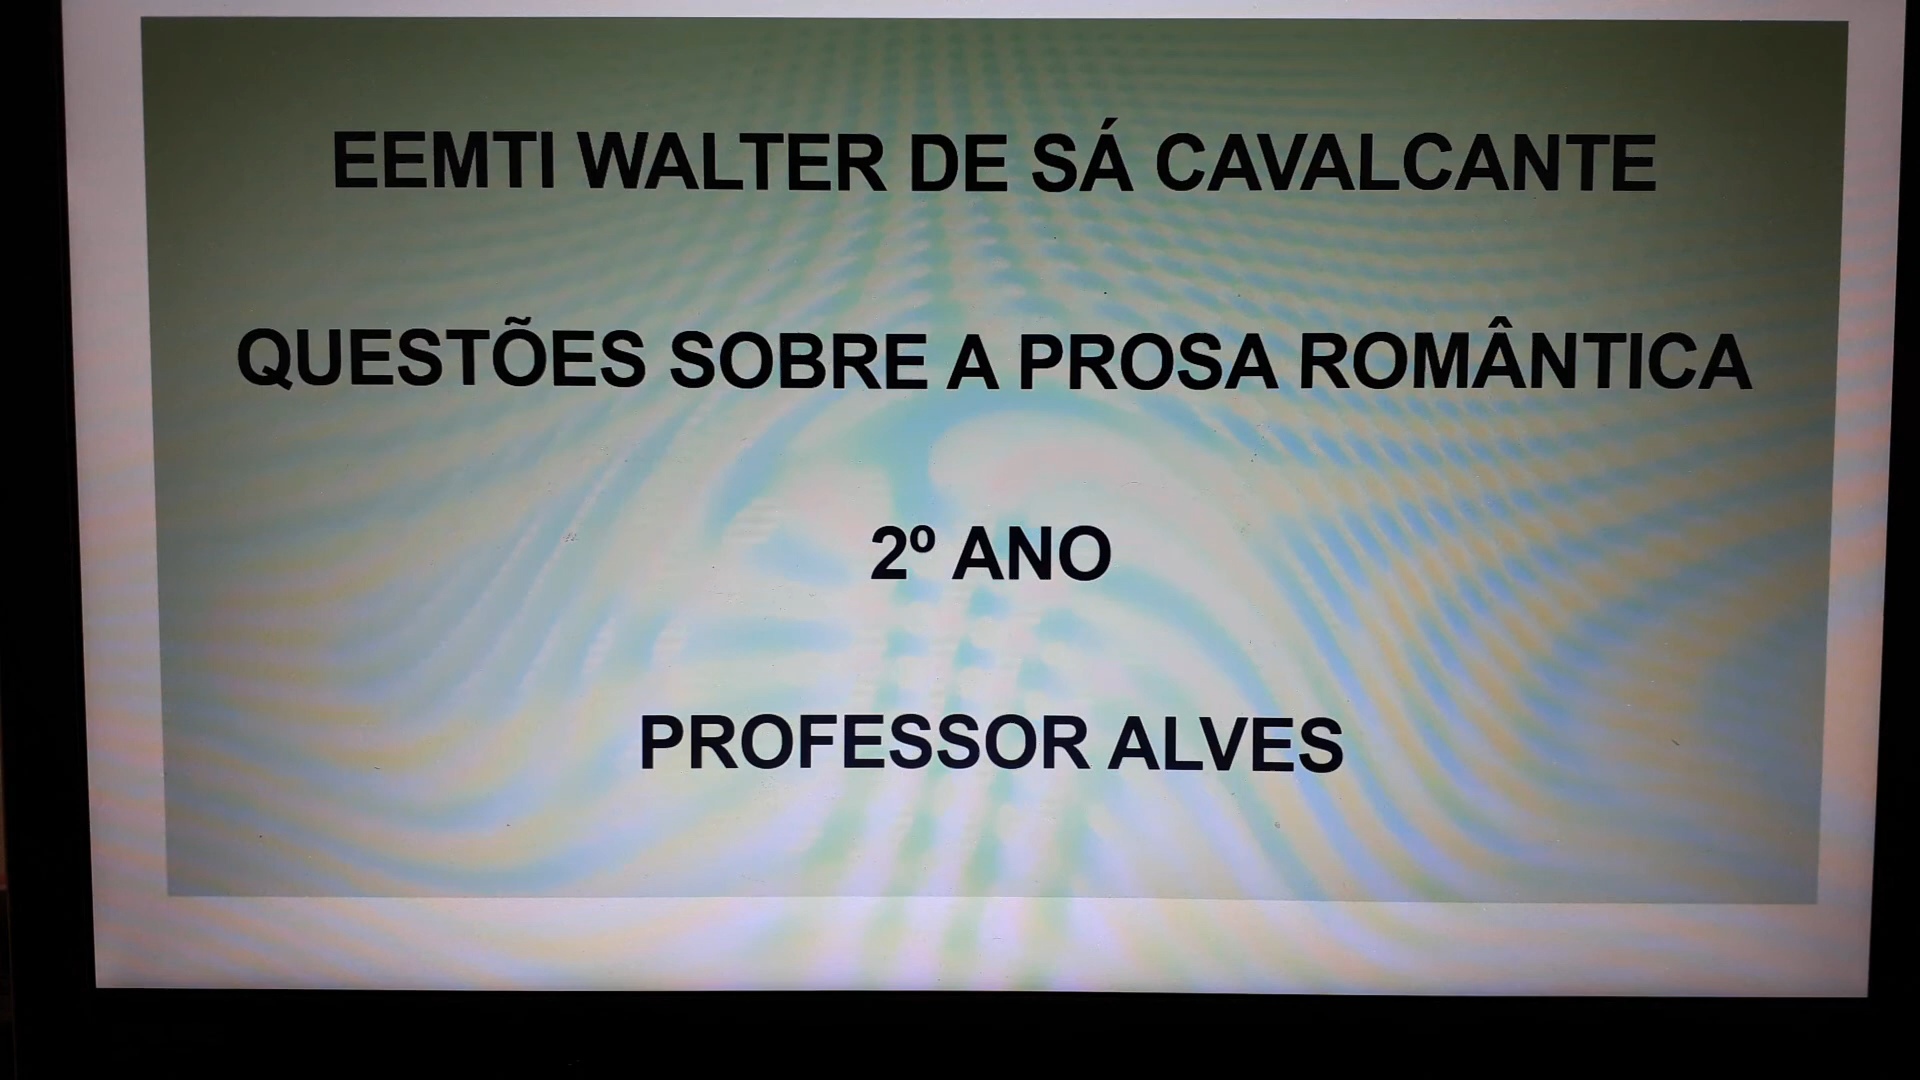 EEMTI WALTER DE SÁ CAVALCANTE
QUESTÕES SOBRE A PROSA ROMÂNTICA
2º ANO
PROFESSOR ALVES